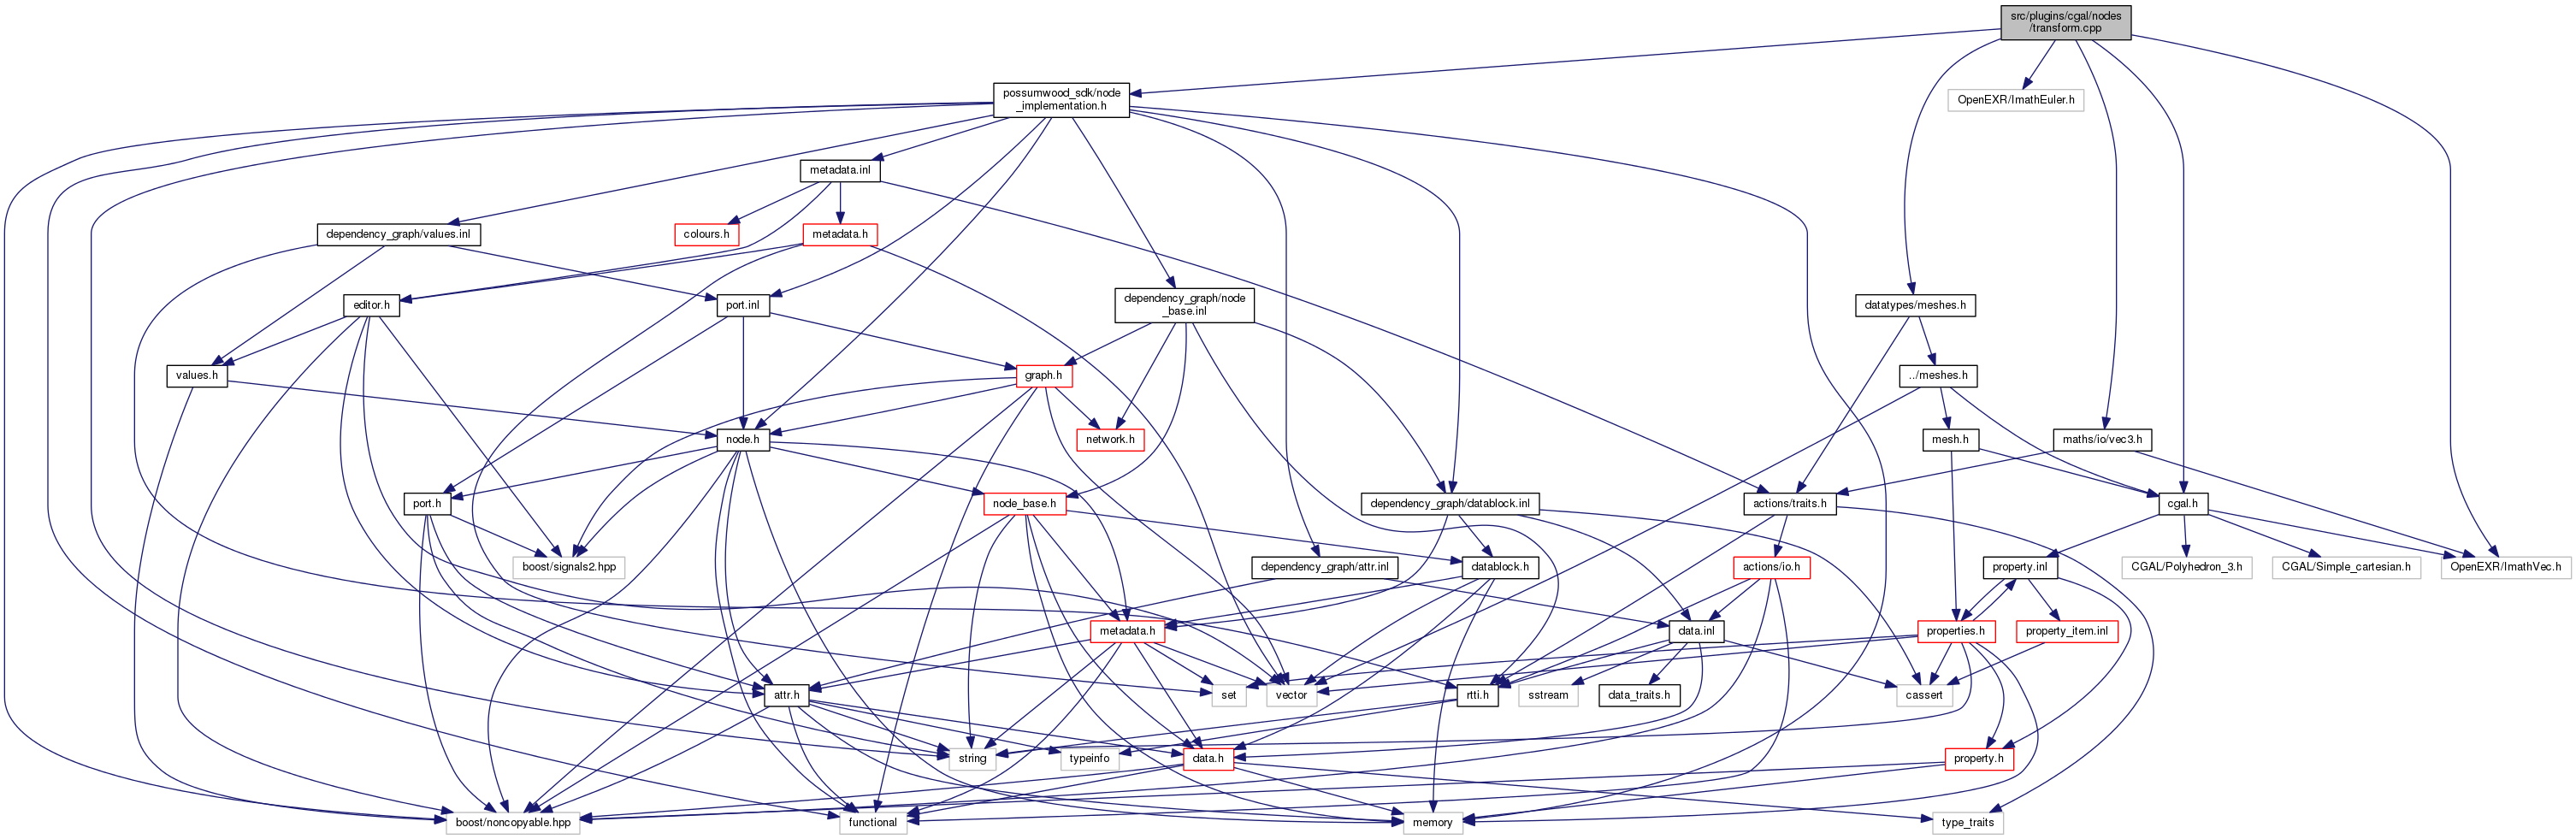 src/plugins/cgal/nodes
/transform.cpp
possumwood_sdk/node
_implementation.h
OpenEXR/ImathEuler.h
metadata.inl
dependency_graph/values.inl
colours.h
metadata.h
editor.h
port.inl
dependency_graph/node
_base.inl
datatypes/meshes.h
values.h
graph.h
../meshes.h
node.h
network.h
mesh.h
maths/io/vec3.h
port.h
node_base.h
dependency_graph/datablock.inl
actions/traits.h
cgal.h
boost/signals2.hpp
dependency_graph/attr.inl
datablock.h
actions/io.h
property.inl
CGAL/Polyhedron_3.h
CGAL/Simple_cartesian.h
OpenEXR/ImathVec.h
metadata.h
data.inl
properties.h
property_item.inl
attr.h
set
vector
rtti.h
sstream
data_traits.h
cassert
string
typeinfo
data.h
property.h
boost/noncopyable.hpp
functional
memory
type_traits